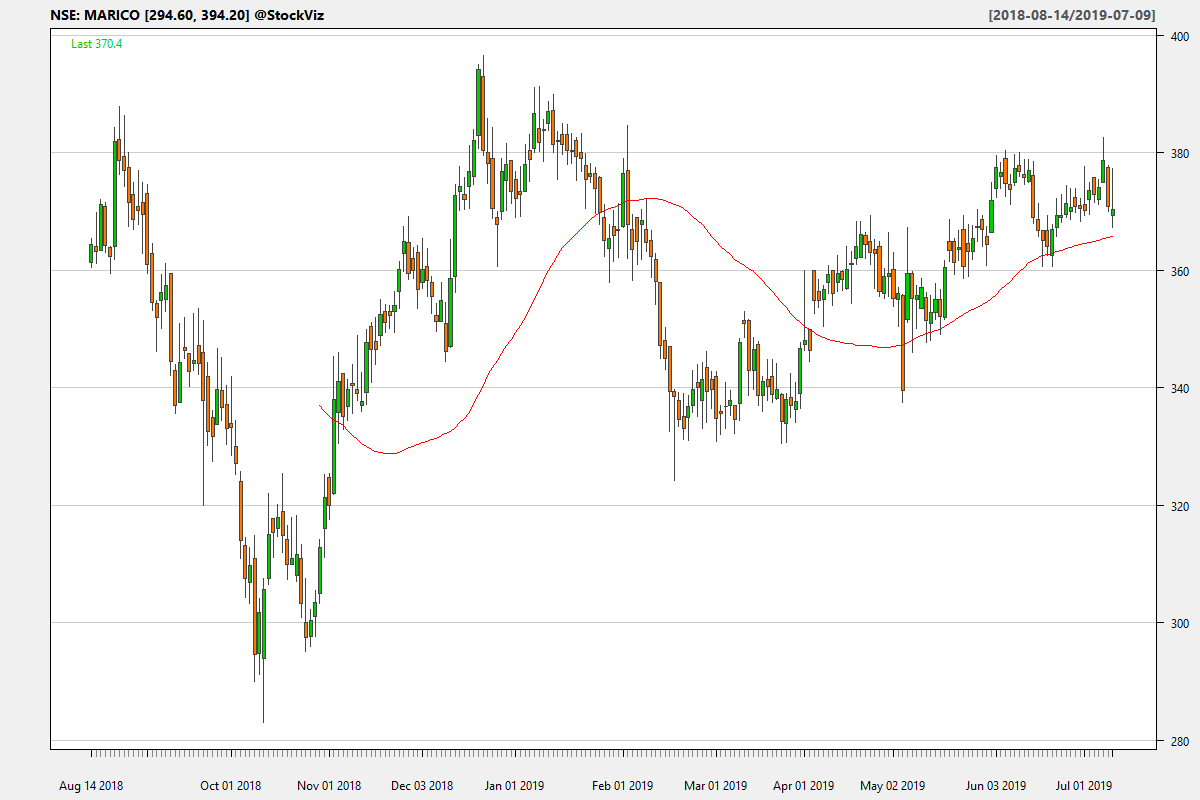 NSE: MARICO [294.60, 394.20] @StockViz
[2018-08-14/2019-07-09]
Last 370.4
400
380
360
340
320
300
280
Aug 14 2018
Oct 01 2018
Nov 01 2018
Dec 03 2018
Jan 01 2019
Feb 01 2019
Mar 01 2019
Apr 01 2019
May 02 2019
Jun 03 2019
Jul 01 2019